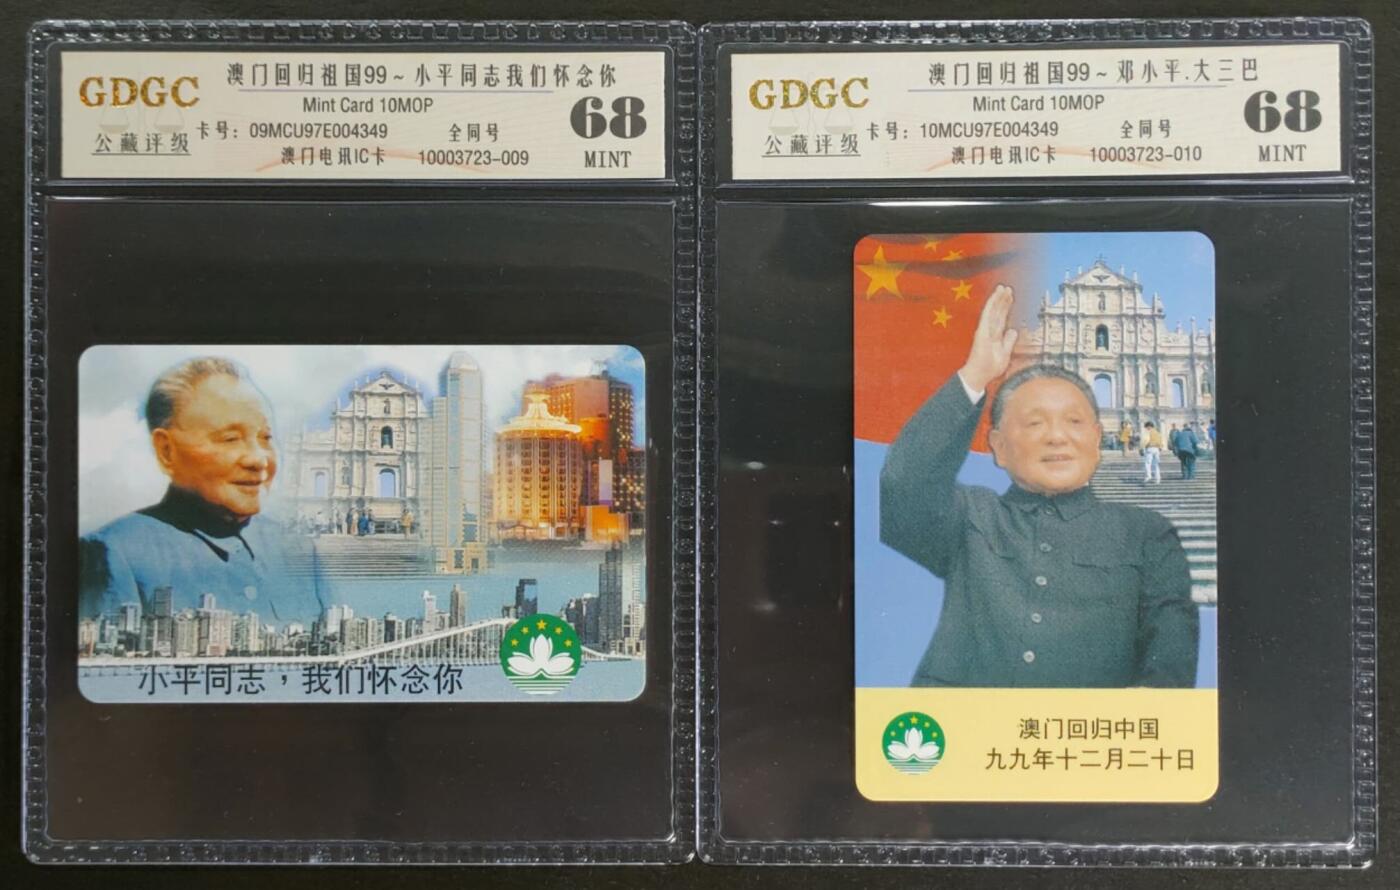 GDGC
公藏评级
澳门回归祖国99~小平同志我们怀念你
Mint Card 10MOP
卡号：09MCU97E004349 全同号
澳门电讯IC卡 10003723-009
68
MINT
小平同志，我们怀念你
GDGC
公藏评级
澳门回归祖国99~邓小平.大三巴
Mint Card 10MOP
卡号：10MCU97E004349 全同号
澳门电讯IC卡 10003723-010
68
MINT
澳门回归中国
九九年十二月二十日